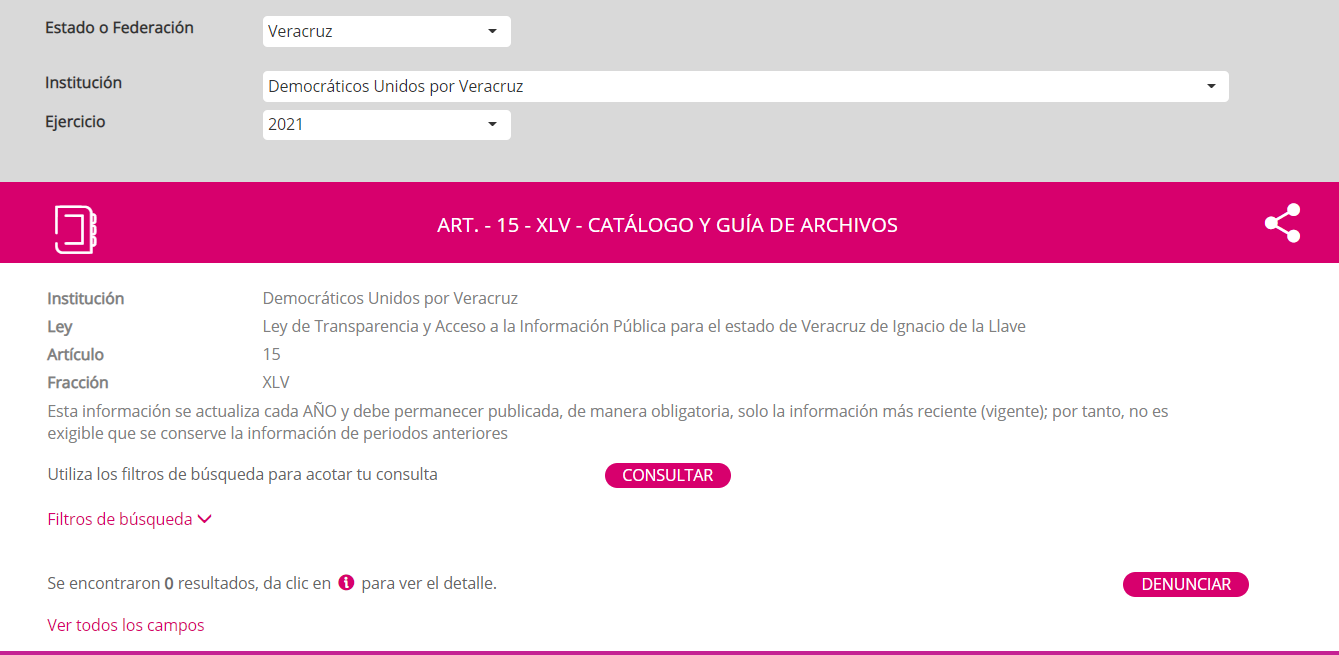 Estado o Federación
Veracruz
Institución
Democráticos Unidos por Veracruz
Ejercicio
2021
ART. - 15 - XLV - CATÁLOGO Y GUÍA DE ARCHIVOS
Institución Democráticos Unidos por Veracruz
Ley Ley de Transparencia y Acceso a la Información Pública para el estado de Veracruz de Ignacio de la Llave
Artículo 15
Fracción XLV
Esta información se actualiza cada AÑO y debe permanecer publicada, de manera obligatoria, solo la información más reciente (vigente); por tanto, no es
exigible que se conserve la información de periodos anteriores
Utiliza los filtros de búsqueda para acotar tu consulta
CONSULTAR
Filtros de búsqueda
Se encontraron 0 resultados, da clic en i para ver el detalle.
DENUNCIAR
Ver todos los campos